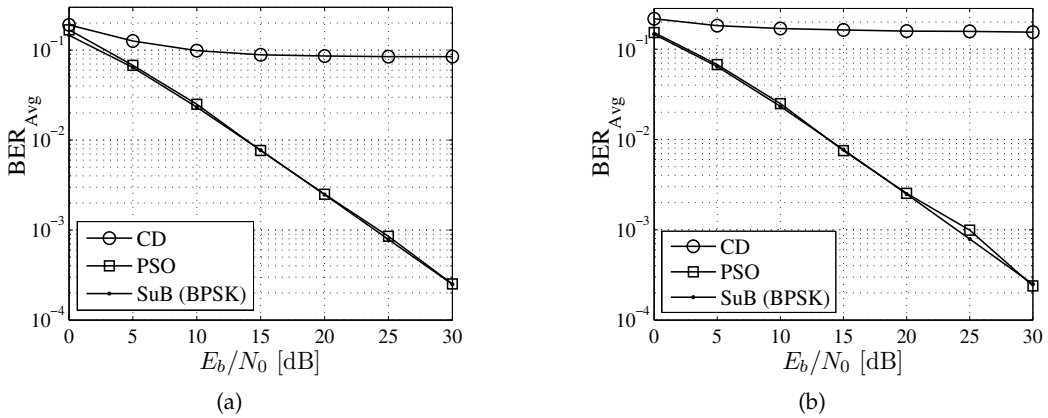 10⁻¹
10⁻²
10⁻³
10⁻⁴
BER_Avg
CD
PSO
SuB (BPSK)
0 5 10 15 20 25 30
E_b/N_0 [dB]
(a)
10⁻¹
10⁻²
10⁻³
10⁻⁴
BER_Avg
CD
PSO
SuB (BPSK)
0 5 10 15 20 25 30
E_b/N_0 [dB]
(b)